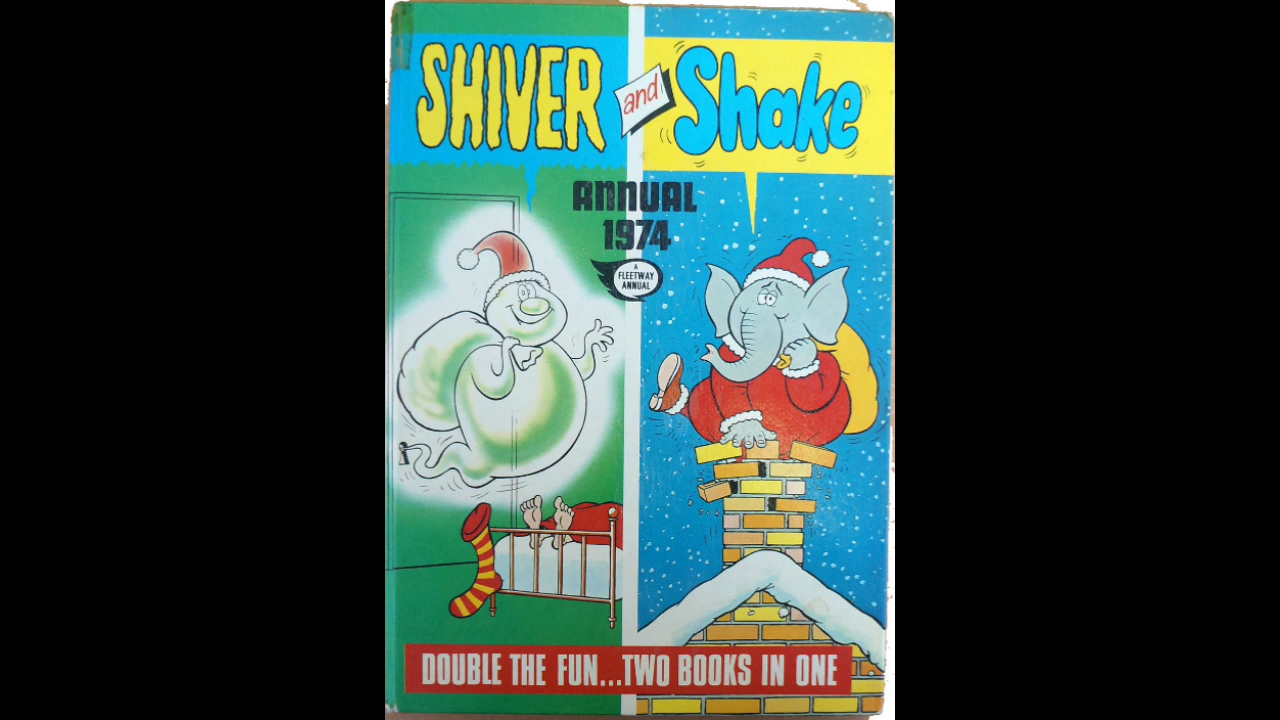 SHIVER and Shake
ANNUAL
1974
A
FLEETWAY
ANNUAL
DOUBLE THE FUN...TWO BOOKS IN ONE